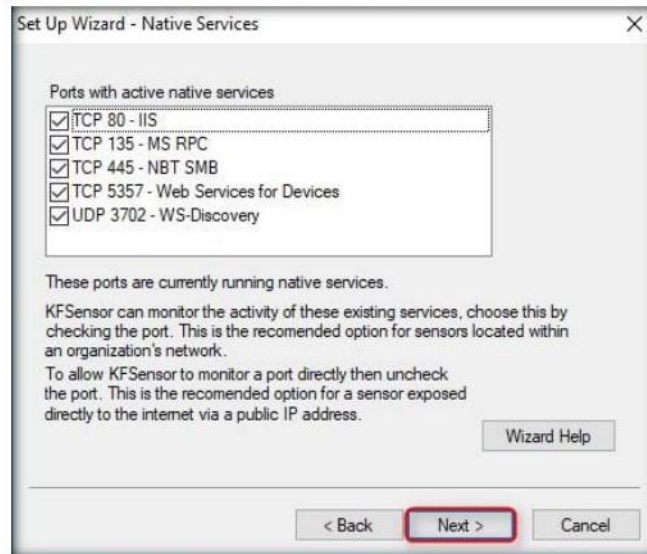 Set Up Wizard - Native Services
Ports with active native services
TCP 80 - IIS
TCP 135 - MS RPC
TCP 445 - NBT SMB
TCP 5357 - Web Services for Devices
UDP 3702 - WS-Discovery
These ports are currently running native services.
KFSensor can monitor the activity of these existing services, choose this by
checking the port. This is the recomended option for sensors located within
an organization's network.
To allow KFSensor to monitor a port directly then uncheck
the port. This is the recomended option for a sensor exposed
directly to the internet via a public IP address.
Wizard Help
< Back Next > Cancel